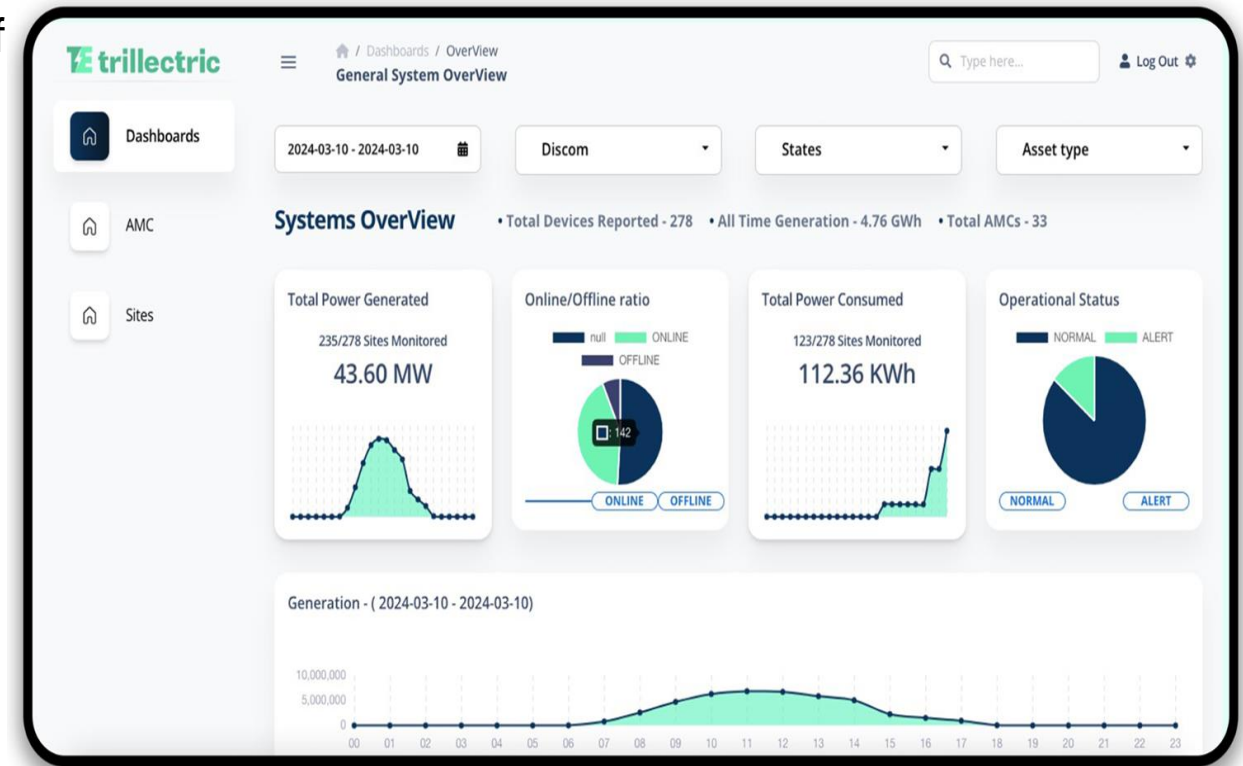 f
trillectric
/ Dashboards / OverView
General System OverView
Type here...
Log Out
Dashboards
AMC
Sites
2024-03-10 - 2024-03-10
Discom
States
Asset type
Systems OverView
• Total Devices Reported - 278 • All Time Generation - 4.76 GWh • Total AMCs - 33
Total Power Generated
235/278 Sites Monitored
43.60 MW
Online/Offline ratio
null ONLINE
OFFLINE
: 142
ONLINE OFFLINE
Total Power Consumed
123/278 Sites Monitored
112.36 KWh
Operational Status
NORMAL ALERT
NORMAL ALERT
Generation - ( 2024-03-10 - 2024-03-10)
10,000,000
5,000,000
0
00 01 02 03 04 05 06 07 08 09 10 11 12 13 14 15 16 17 18 19 20 21 22 23